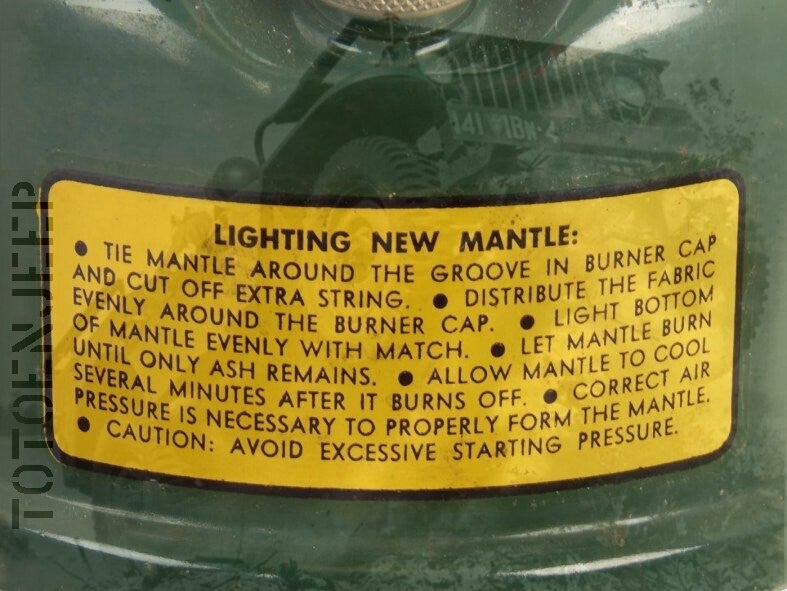 LIGHTING NEW MANTLE:
● TIE MANTLE AROUND THE GROOVE IN BURNER CAP
AND CUT OFF EXTRA STRING. ● DISTRIBUTE THE FABRIC
EVENLY AROUND THE BURNER CAP. ● LIGHT BOTTOM
OF MANTLE EVENLY WITH MATCH. ● LET MANTLE BURN
UNTIL ONLY ASH REMAINS. ● ALLOW MANTLE TO COOL
SEVERAL MINUTES AFTER IT BURNS OFF. ● CORRECT AIR
PRESSURE IS NECESSARY TO PROPERLY FORM THE MANTLE.
● CAUTION: AVOID EXCESSIVE STARTING PRESSURE.
TOTOENJEEP